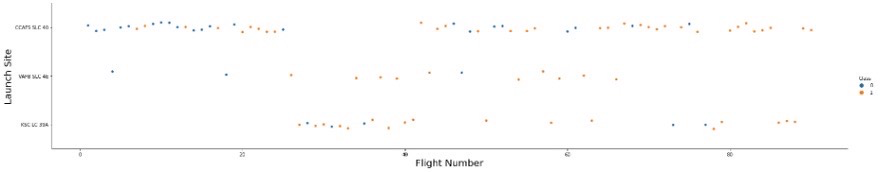 CCAFS SLC 40
VAFB SLC 4E
KSC LC 39A
Launch Site
0
20
40
60
80
Flight Number
Class
0
1